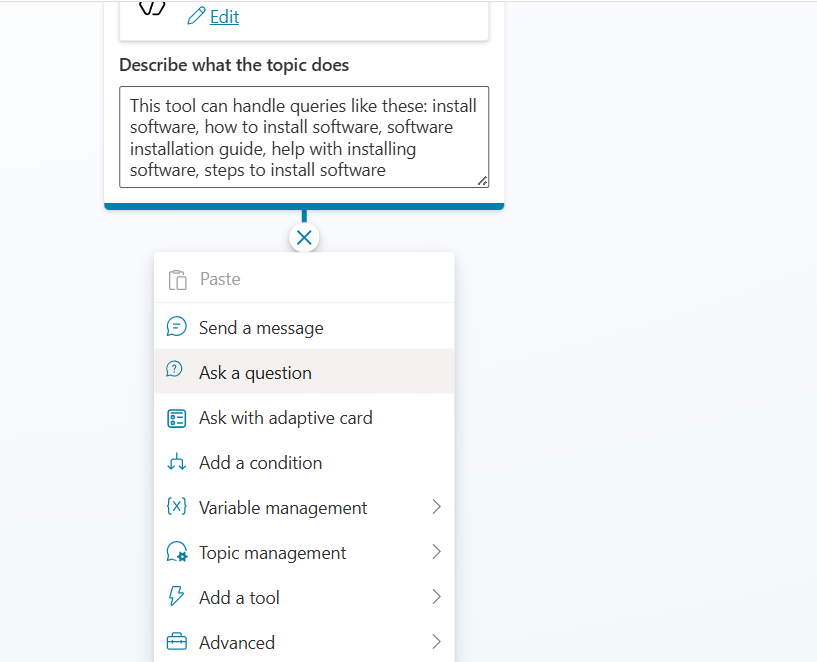 Edit
Describe what the topic does
This tool can handle queries like these: install
software, how to install software, software
installation guide, help with installing
software, steps to install software
Paste
Send a message
Ask a question
Ask with adaptive card
Add a condition
Variable management
Topic management
Add a tool
Advanced